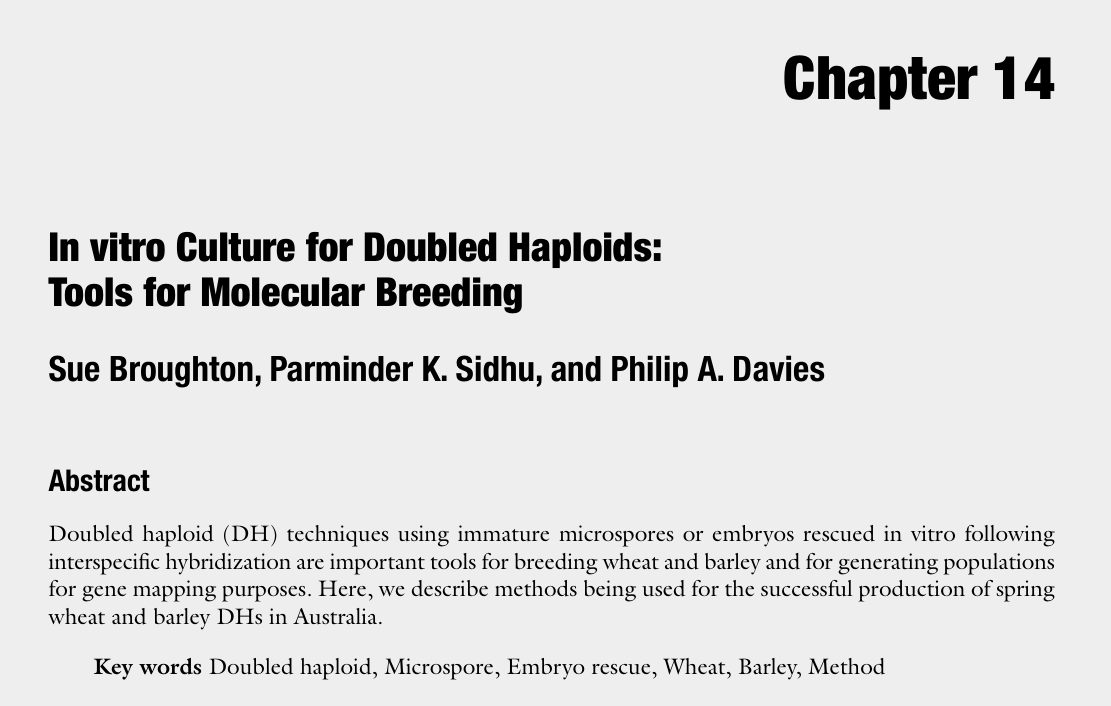 Chapter 14
In vitro Culture for Doubled Haploids:
Tools for Molecular Breeding
Sue Broughton, Parminder K. Sidhu, and Philip A. Davies
Abstract
Doubled haploid (DH) techniques using immature microspores or embryos rescued in vitro following
interspecific hybridization are important tools for breeding wheat and barley and for generating populations
for gene mapping purposes. Here, we describe methods being used for the successful production of spring
wheat and barley DHs in Australia.
Key words Doubled haploid, Microspore, Embryo rescue, Wheat, Barley, Method